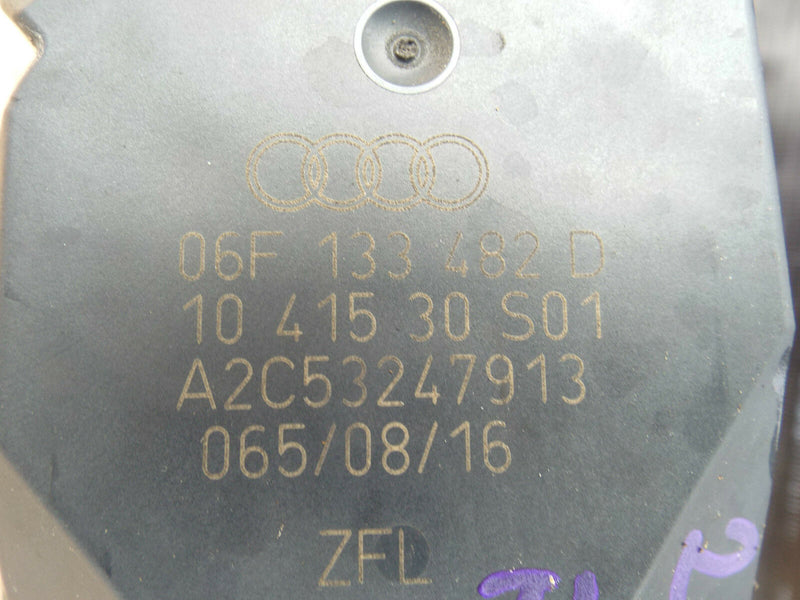 06F 133 482 D
10 415 30 S01
A2C53247913
065/08/16
ZFL